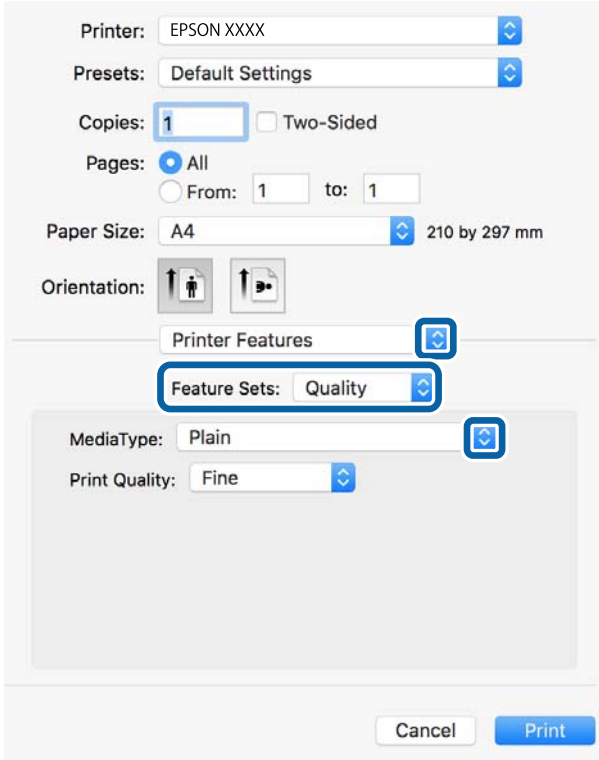 Printer: EPSON XXXX
Presets: Default Settings
Copies: 1 Two-Sided
Pages: All
From: 1 to: 1
Paper Size: A4 210 by 297 mm
Orientation:
Printer Features
Feature Sets: Quality
MediaType: Plain
Print Quality: Fine
Cancel Print